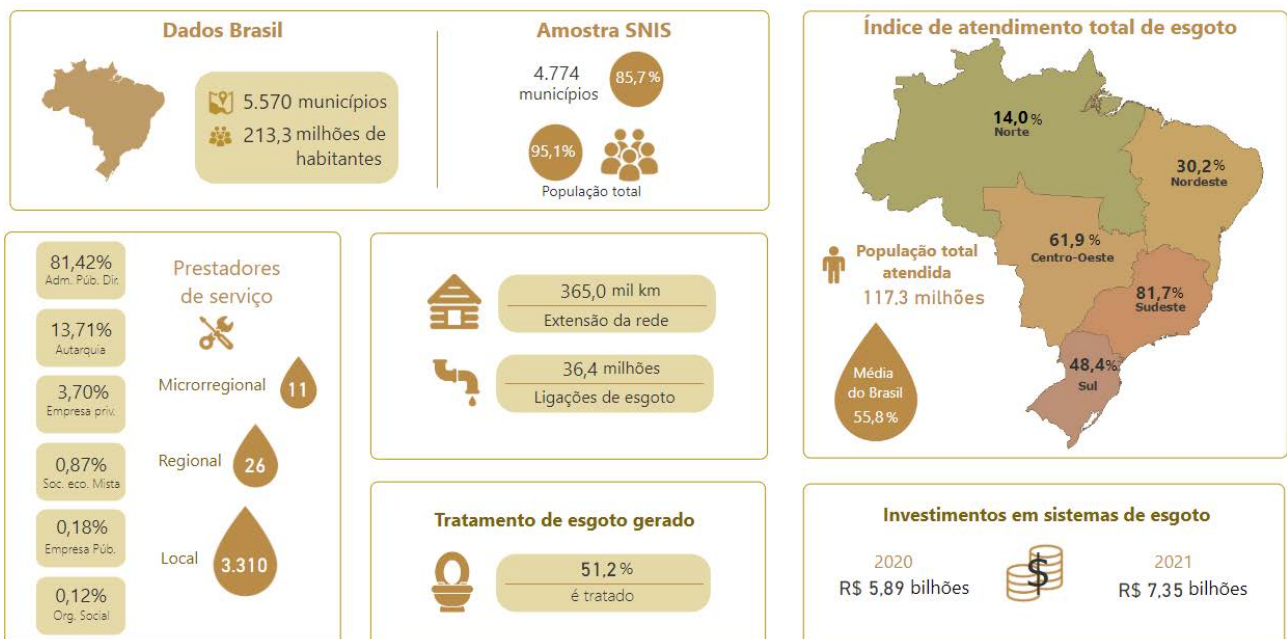 Dados Brasil
5.570 municípios
213,3 milhões de
habitantes
Amostra SNIS
4.774
municípios
85,7%
95,1%
População total
Índice de atendimento total de esgoto
14,0%
Norte
30,2%
Nordeste
61,9 %
Centro-Oeste
81,7%
Sudeste
48,4%
Sul
População total
atendida
117,3 milhões
Média
do Brasil
55,8 %
81,42%
Adm. Púb. Dir.
13,71%
Autarquia
3,70%
Empresa priv.
0,87%
Soc. eco. Mista
0,18%
Empresa Púb.
0,12%
Org. Social
Prestadores
de serviço
Microrregional
11
Regional
26
Local
3.310
365,0 mil km
Extensão da rede
36,4 milhões
Ligações de esgoto
Tratamento de esgoto gerado
51,2 %
é tratado
Investimentos em sistemas de esgoto
2020
R$ 5,89 bilhões
$
2021
R$ 7,35 bilhões